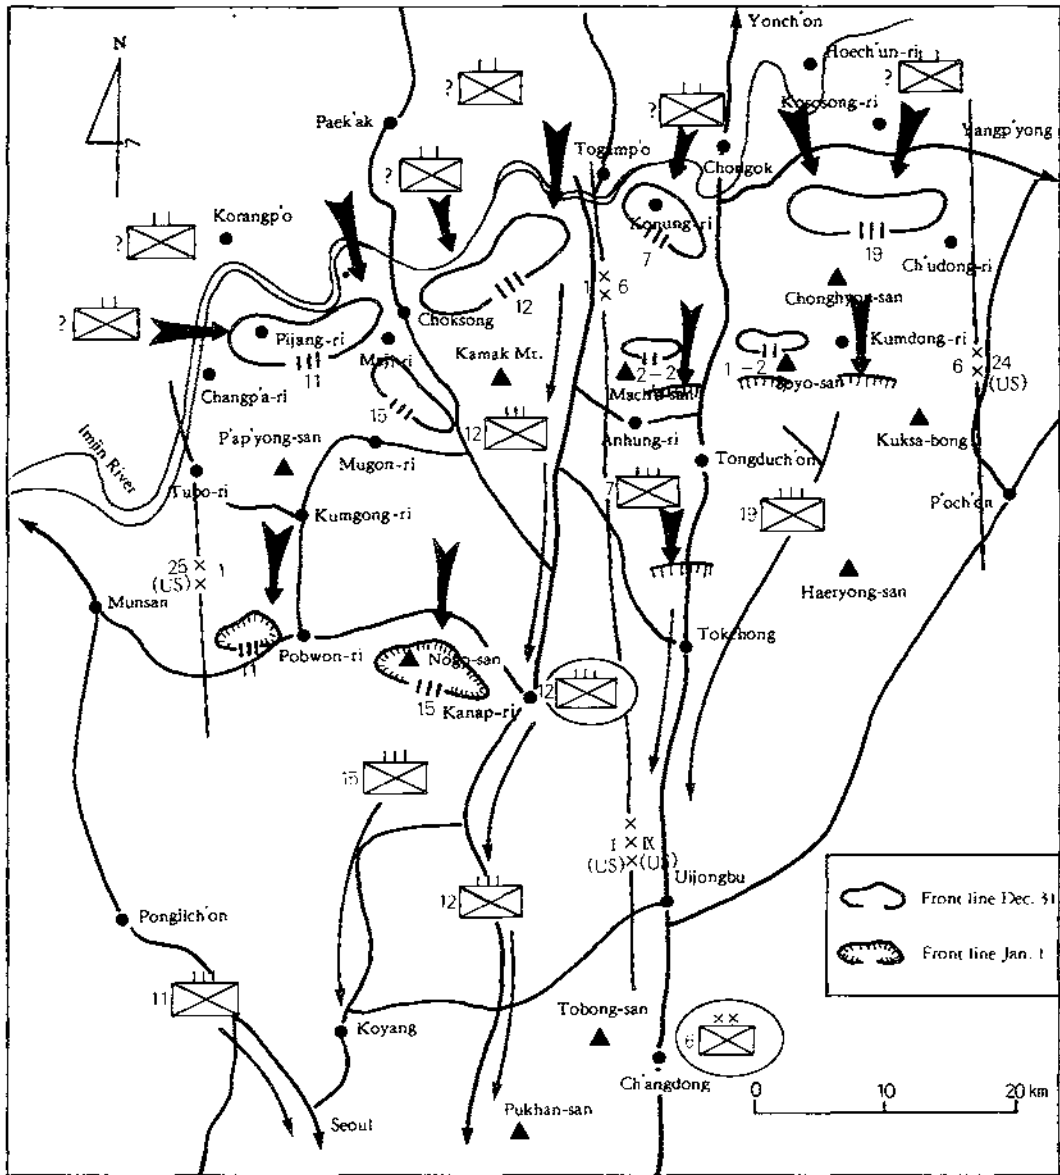 N
Yonch'on
Hoech'un-ri
?
?
Kososong-ri
?
Paek'ak
Yangp'yong
Togamp'o
Chongok
?
?
Korangp'o
Konung-ri
7
19
Ch'udong-ri
1 6
12
Chonghyon-san
?
Choksong
Pijang-ri
Kamak Mt.
Kumdong-ri
Maji-ri
11
2-2
1-2
6 24
(US)
Changp'a-ri
15
Soyo-san
12
P'ap'yong-san
Anhung-ri
Kuksa-bong
Imjin River
Mugon-ri
Tongduch'on
Tubo-ri
7
P'och'on
Kumgong-ri
19
25 1
(US)
Haeryong-san
Munsan
Pobwon-ri
Tokchong
11
Nogo-san
15
Kanap-ri
12
15
I IX
(US) (US)
Uijongbu
12
Front line Dec. 31
Pongilch'on
Front line Jan. 1
11
Tobong-san
Koyang
6
Ch'angdong
0 10 20 km
Pukhan-san
Seoul